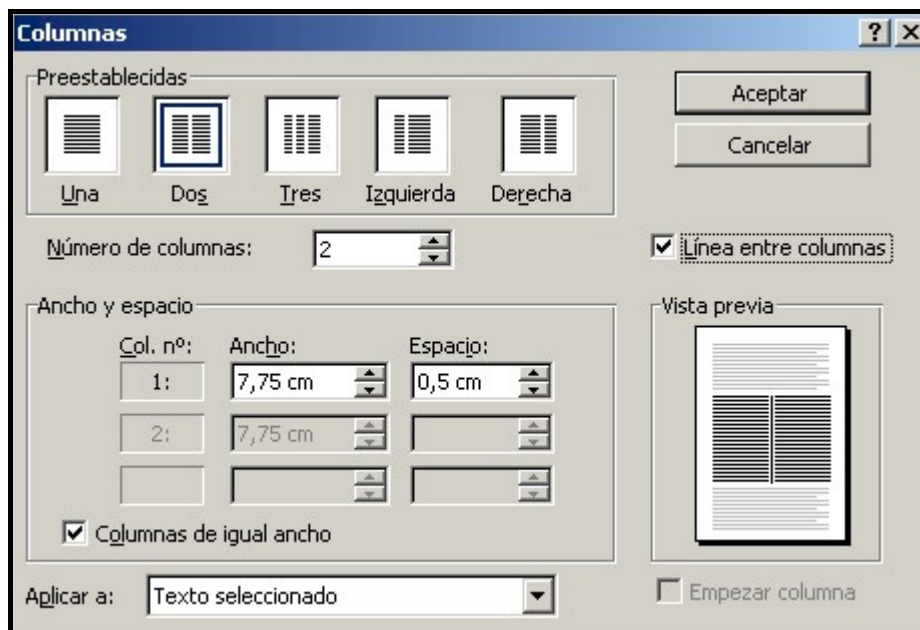 Columnas
Preestablecidas
Una Dos Tres Izquierda Derecha
Aceptar
Cancelar
Número de columnas: 2
Línea entre columnas
Ancho y espacio
Col. nº: Ancho: Espacio:
1: 7,75 cm 0,5 cm
2: 7,75 cm
Columnas de igual ancho
Vista previa
Aplicar a: Texto seleccionado
Empezar columna